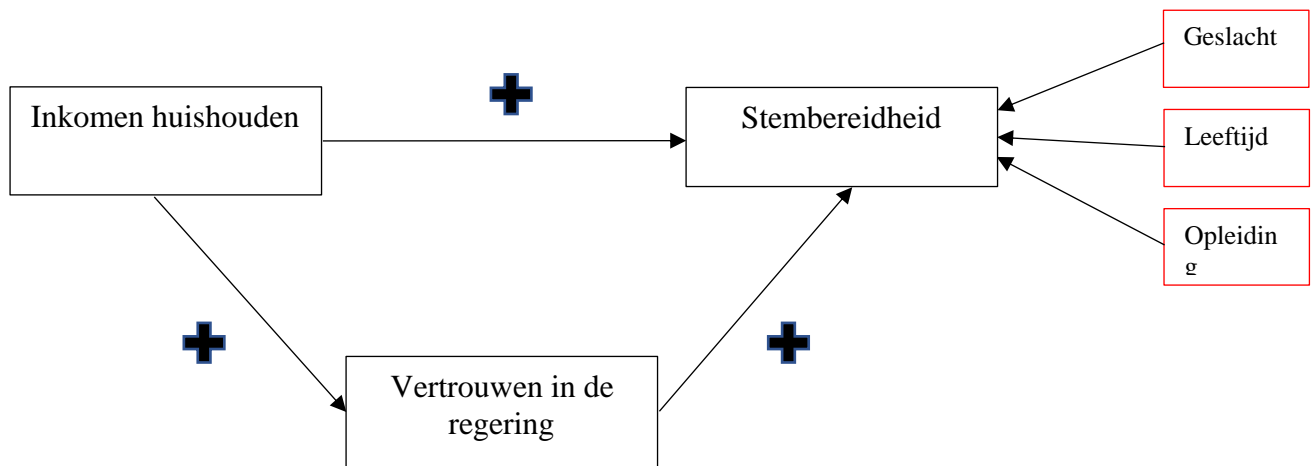 Geslacht
Inkomen huishouden
Stembereidheid
Leeftijd
Opleidin
g
Vertrouwen in de
regering